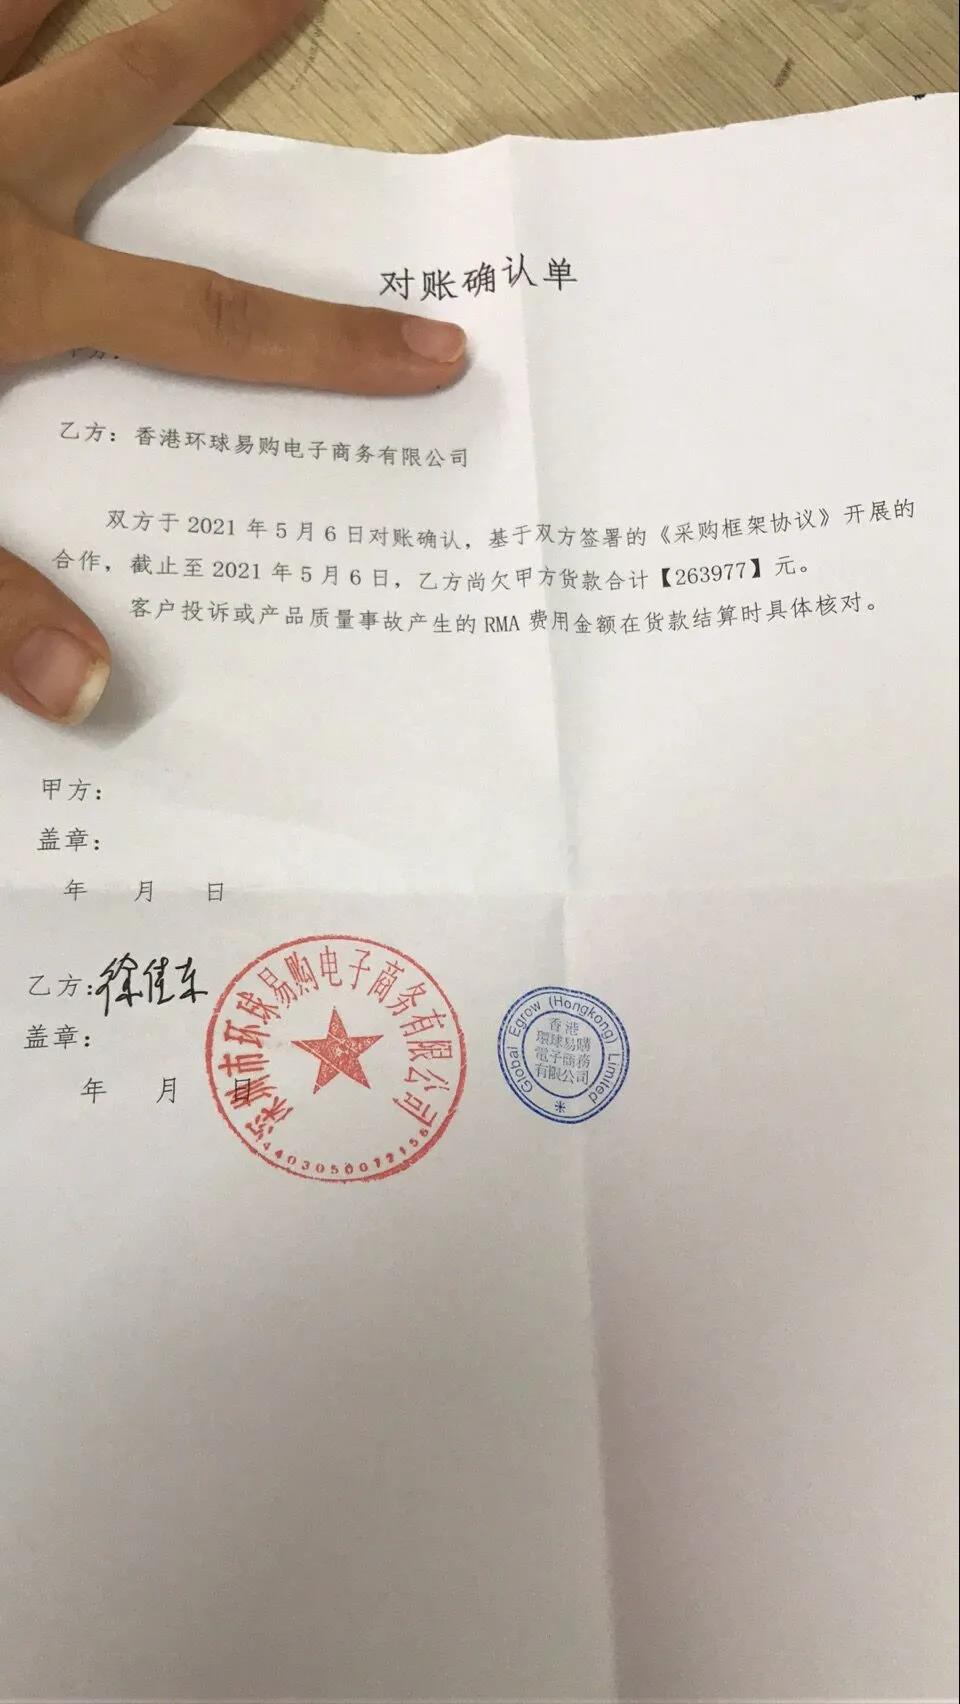 对账确认单
甲方:
乙方：香港环球易购电子商务有限公司
双方于 2021 年 5 月 6 日对账确认，基于双方签署的《采购框架协议》开展的
合作，截止至 2021 年 5 月 6 日，乙方尚欠甲方货款合计【263977】元。
客户投诉或产品质量事故产生的 RMA 费用金额在货款结算时具体核对。
甲方：
盖章：
年 月 日
乙方：徐佳东
盖章：
年 月 日
深圳市环球易购电子商务有限公司
Global Egrow (Hongkong) Limited
香港
環球易購
電子商務
有限公司